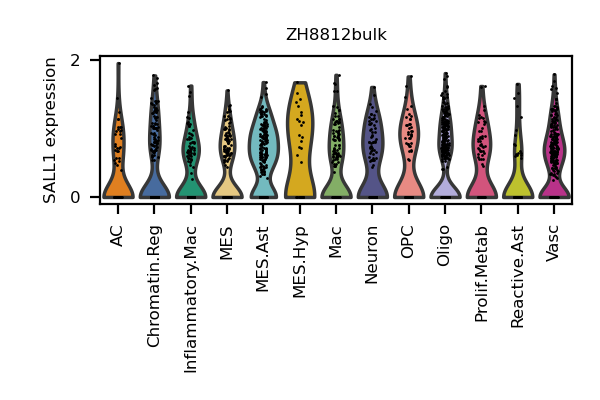 ZH8812bulk
SALL1 expression
2
0
AC
Chromatin.Reg
Inflammatory.Mac
MES
MES.Ast
MES.Hyp
Mac
Neuron
OPC
Oligo
Prolif.Metab
Reactive.Ast
Vasc